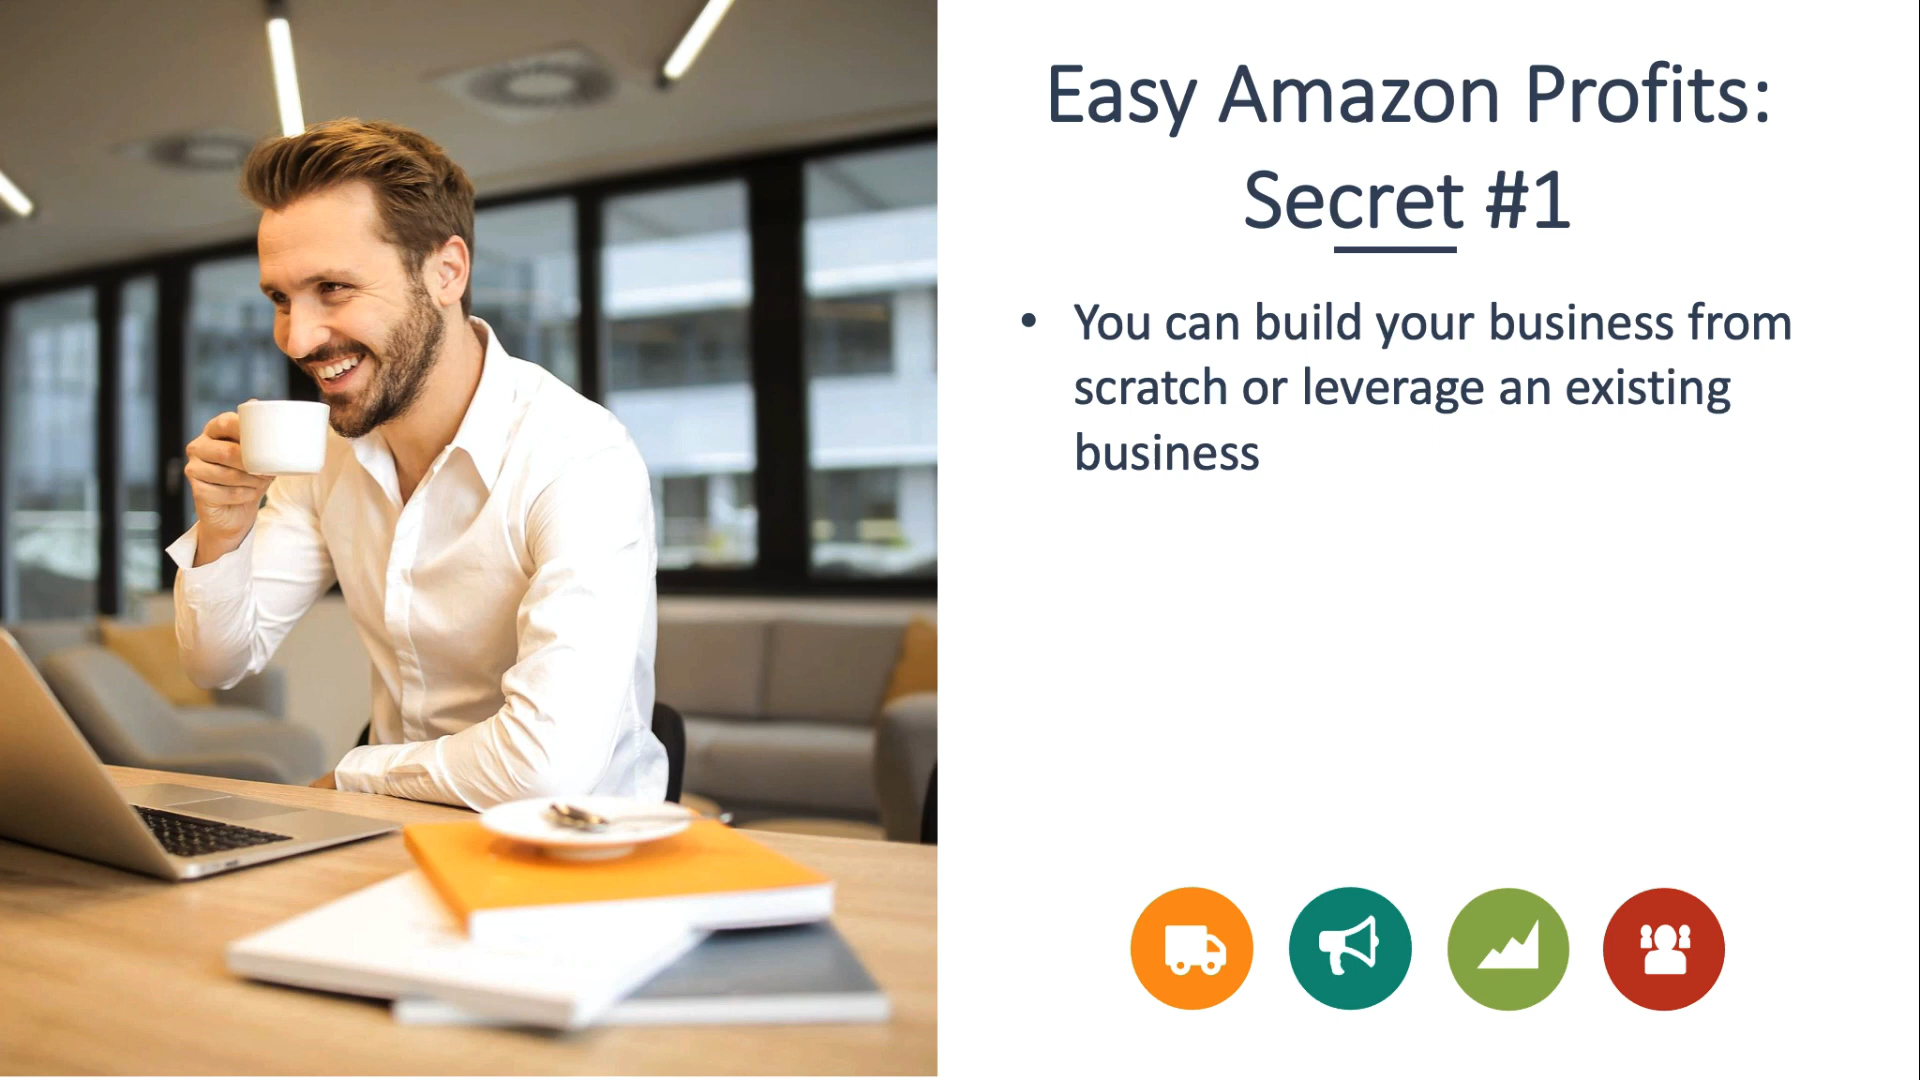 Easy Amazon Profits:
Secret #1
• You can build your business from
scratch or leverage an existing
business